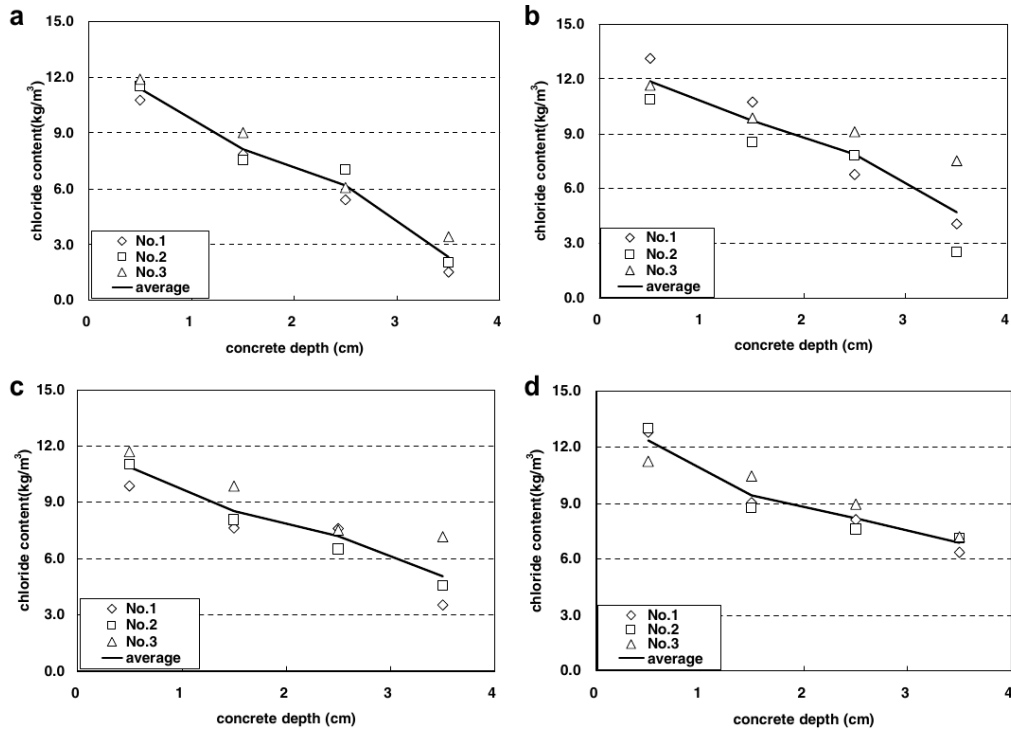 a
15.0
12.0
9.0
6.0
3.0
0.0
chloride content(kg/m³)
No.1
No.2
No.3
average
0 1 2 3 4
concrete depth (cm)
b
15.0
12.0
9.0
6.0
3.0
0.0
chloride content(kg/m³)
No.1
No.2
No.3
average
0 1 2 3 4
concrete depth (cm)
c
15.0
12.0
9.0
6.0
3.0
0.0
chloride content(kg/m³)
No.1
No.2
No.3
average
0 1 2 3 4
concrete depth (cm)
d
15.0
12.0
9.0
6.0
3.0
0.0
chloride content(kg/m³)
No.1
No.2
No.3
average
0 1 2 3 4
concrete depth (cm)